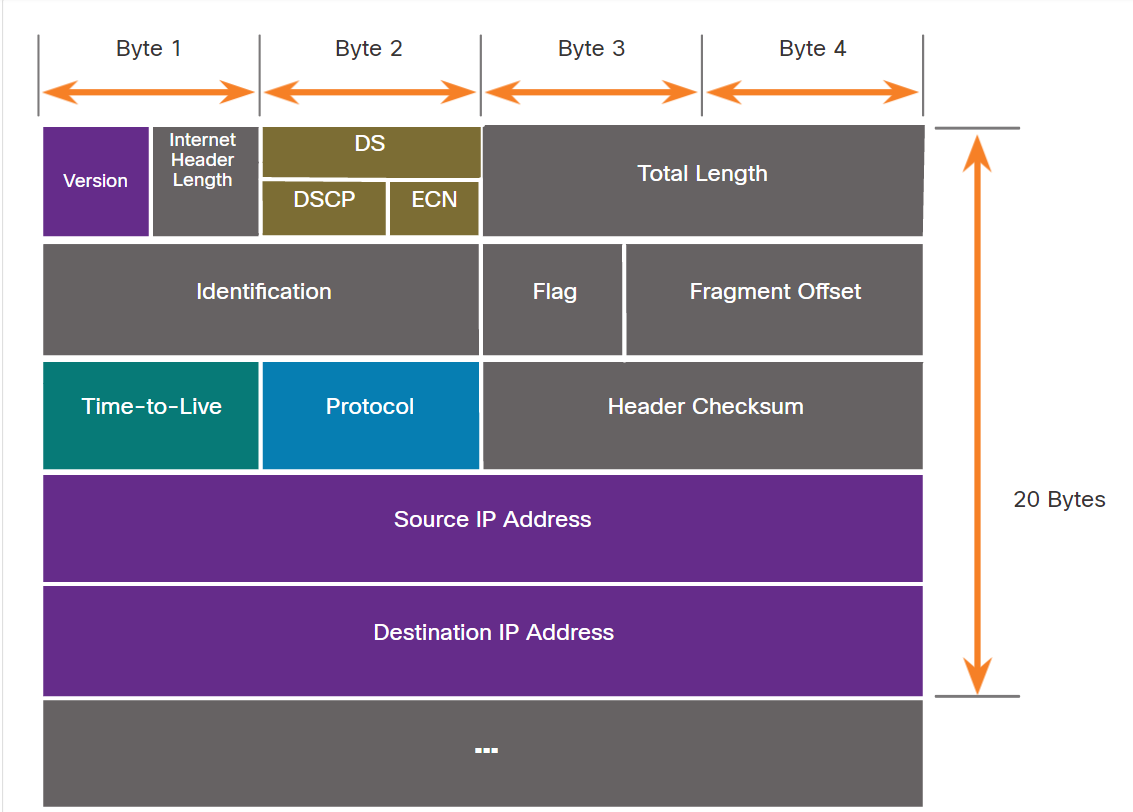 Byte 1
Byte 2
Byte 3
Byte 4
Version
Internet
Header
Length
DS
DSCP
ECN
Total Length
Identification
Flag
Fragment Offset
Time-to-Live
Protocol
Header Checksum
Source IP Address
20 Bytes
Destination IP Address
...